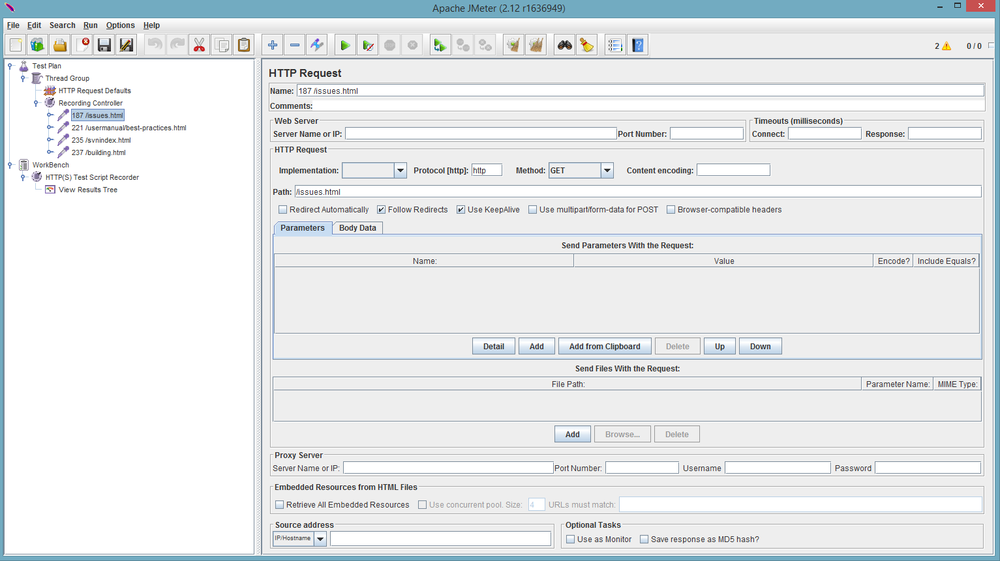 Apache JMeter (2.12 r1636949)
File Edit Search Run Options Help
2 0 / 0
Test Plan
Thread Group
HTTP Request Defaults
Recording Controller
187 /issues.html
221 /usermanual/best-practices.html
235 /svnindex.html
237 /building.html
WorkBench
HTTP(S) Test Script Recorder
View Results Tree
HTTP Request
Name: 187 /issues.html
Comments:
Web Server
Server Name or IP: Port Number:
Timeouts (milliseconds)
Connect: Response:
HTTP Request
Implementation: Protocol [http]: http Method: GET Content encoding:
Path: /issues.html
Redirect Automatically Follow Redirects Use KeepAlive Use multipart/form-data for POST Browser-compatible headers
Parameters Body Data
Send Parameters With the Request:
Name: Value Encode? Include Equals?
Detail Add Add from Clipboard Delete Up Down
Send Files With the Request:
File Path: Parameter Name: MIME Type:
Add Browse... Delete
Proxy Server
Server Name or IP: Port Number: Username Password
Embedded Resources from HTML Files
Retrieve All Embedded Resources Use concurrent pool. Size: 4 URLs must match:
Source address
IP/Hostname
Optional Tasks
Use as Monitor Save response as MD5 hash?